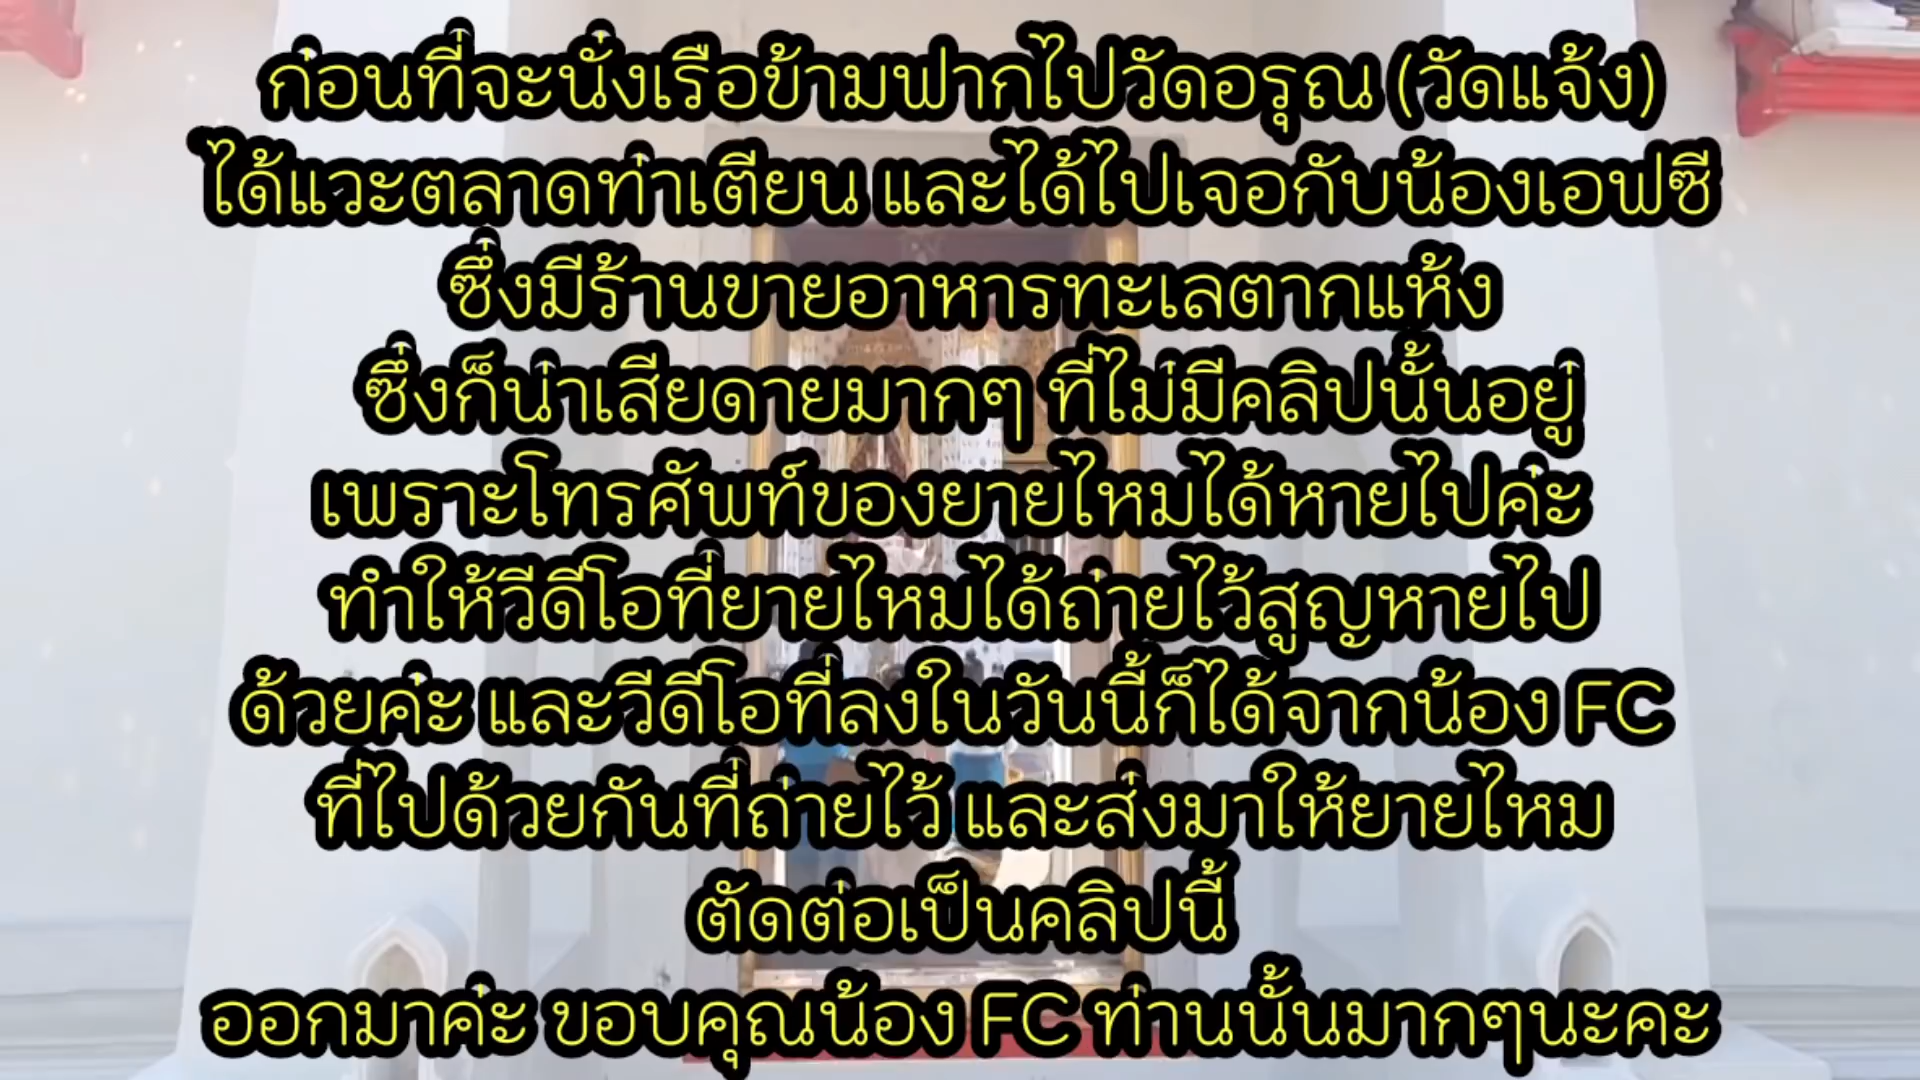 ก่อนที่จะนั่งเรือข้ามฟากไปวัดอรุณ (วัดแจ้ง)
ได้แวะตลาดท่าเตียน และได้ไปเจอกับน้องเอฟซี
ซึ่งมีร้านขายอาหารทะเลตากแห้ง
ซึ่งก็น่าเสียดายมากๆ ที่ไม่มีคลิปนั้นอยู่
เพราะโทรศัพท์ของยายไหมได้หายไปค่ะ
ทำให้วีดีโอที่ยายไหมได้ถ่ายไว้สูญหายไป
ด้วยค่ะ และวีดีโอที่ลงในวันนี้ก็ได้จากน้อง FC
ที่ไปด้วยกันที่ถ่ายไว้ และส่งมาให้ยายไหม
ตัดต่อเป็นคลิปนี้
ออกมาค่ะ ขอบคุณน้อง FC ท่านนั้นมากๆนะคะ